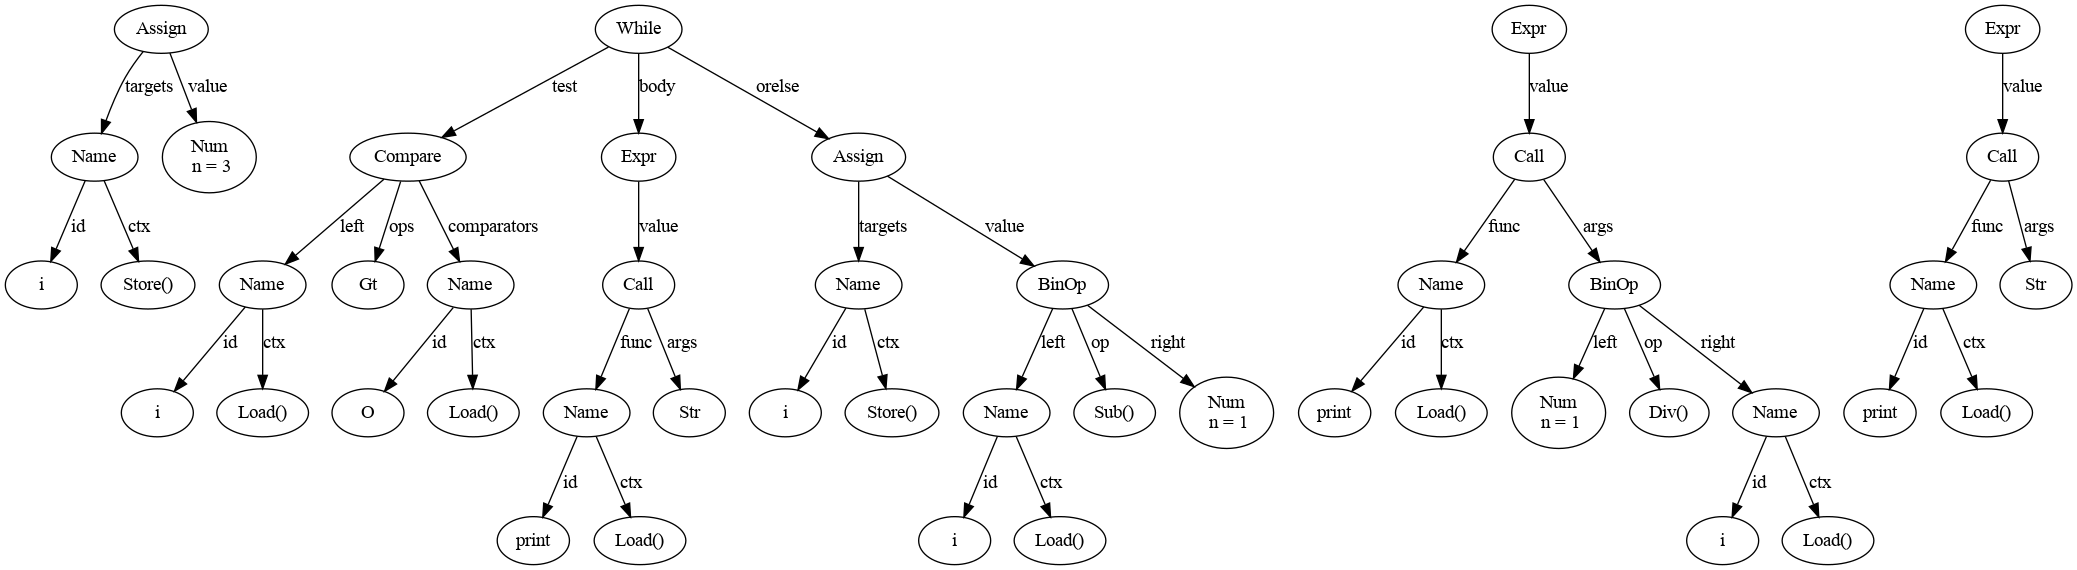 Assign
While
Expr
Expr
targets
value
test
body
orelse
value
value
Name
Num
n = 3
Compare
Expr
Assign
Call
Call
id
ctx
left
ops
comparators
value
targets
value
func
args
func
args
i
Store()
Name
Gt
Name
Call
Name
BinOp
Name
BinOp
Name
Str
id
ctx
id
ctx
func
args
id
ctx
left
op
right
id
ctx
left
op
right
id
ctx
i
Load()
O
Load()
Name
Str
i
Store()
Name
Sub()
Num
n = 1
print
Load()
Num
n = 1
Div()
Name
print
Load()
id
ctx
id
ctx
id
ctx
print
Load()
i
Load()
i
Load()